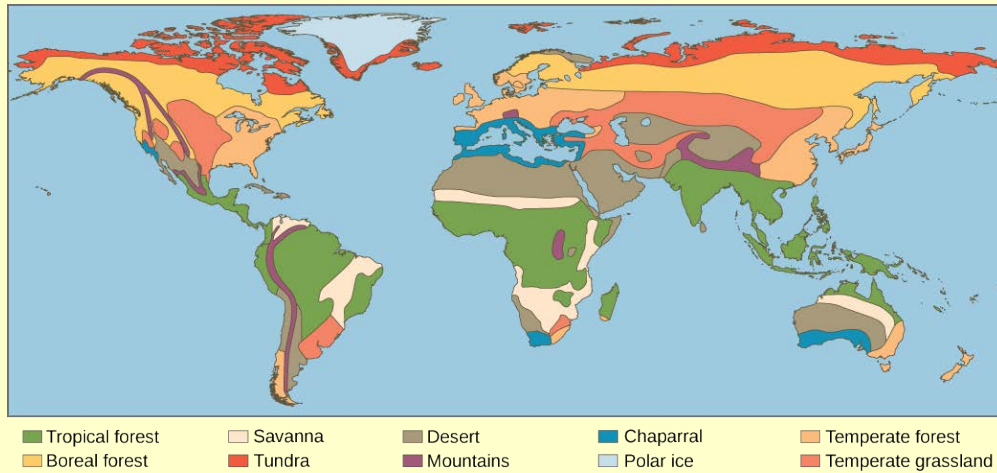 Tropical forest Savanna Desert Chaparral Temperate forest
Boreal forest Tundra Mountains Polar ice Temperate grassland